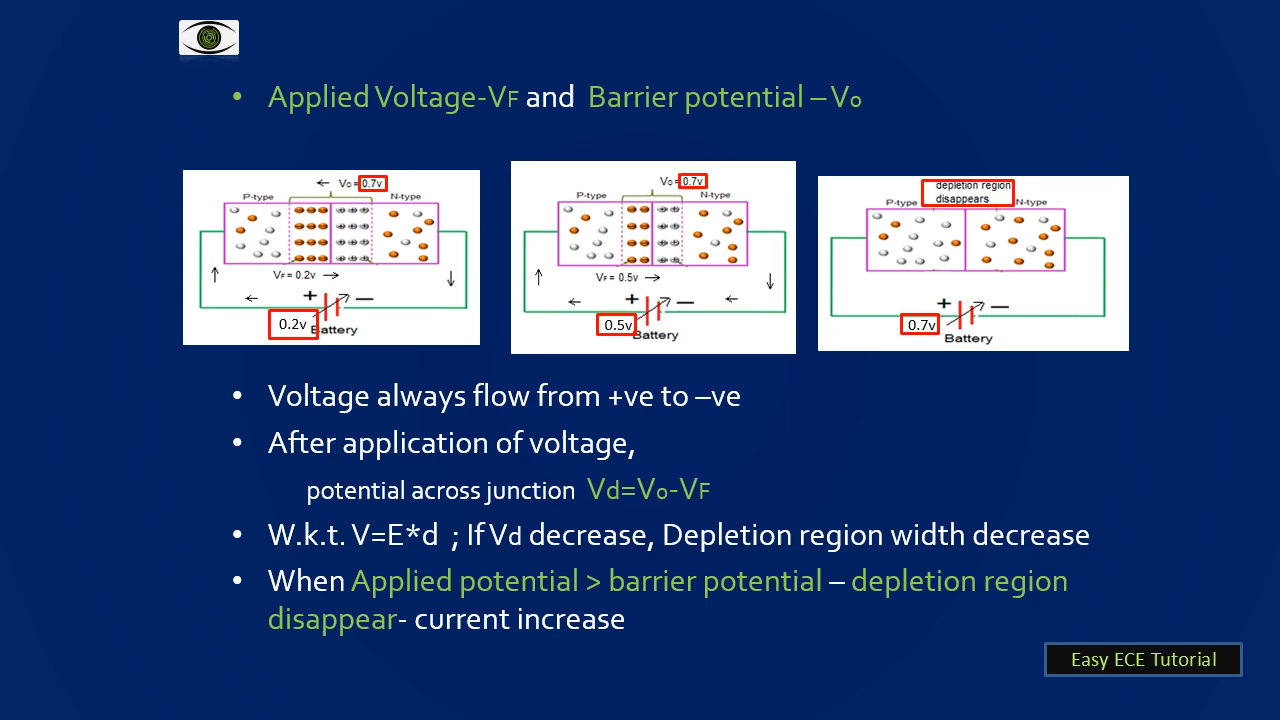 • Applied Voltage-VF and Barrier potential – Vo
← Vo = 0.7v
P-type N-type
VF = 0.2v →
+ –
0.2v
Battery
Vo = 0.7v
P-type N-type
VF = 0.5v →
+ –
0.5v
Battery
depletion region
disappears
P-type N-type
+ –
0.7v
Battery
• Voltage always flow from +ve to –ve
• After application of voltage,
potential across junction Vd=Vo-VF
• W.k.t. V=E*d ; If Vd decrease, Depletion region width decrease
• When Applied potential > barrier potential – depletion region
disappear- current increase
Easy ECE Tutorial